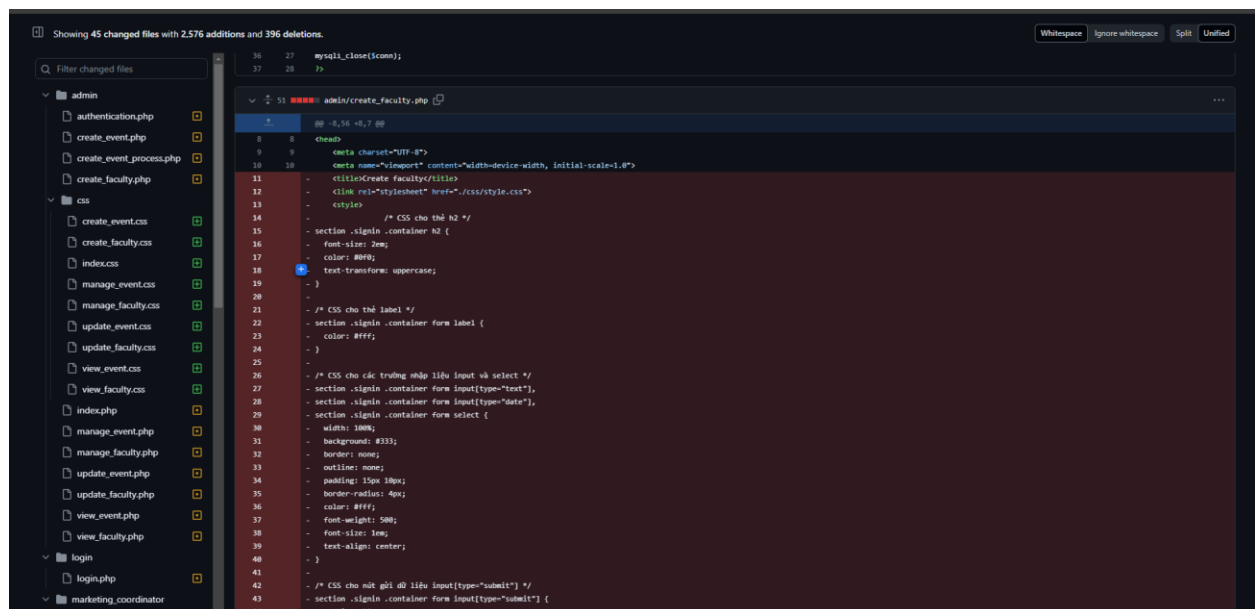 Showing 45 changed files with 2,576 additions and 396 deletions.
Whitespace Ignore whitespace Split Unified
Filter changed files
admin
authentication.php
create_event.php
create_event_process.php
create_faculty.php
css
create_event.css
create_faculty.css
index.css
manage_event.css
manage_faculty.css
update_event.css
update_faculty.css
view_event.css
view_faculty.css
index.php
manage_event.php
manage_faculty.php
update_event.php
update_faculty.php
view_event.php
view_faculty.php
login
login.php
marketing_coordinator
36 27 mysqli_close($conn);
37 28 ?>
51 admin/create_faculty.php
@@ -8,56 +8,7 @@
8 8 <head>
9 9 <meta charset="UTF-8">
10 10 <meta name="viewport" content="width=device-width, initial-scale=1.0">
11 - <title>Create faculty</title>
12 - <link rel="stylesheet" href="./css/style.css">
13 - <style>
14 - /* CSS cho thẻ h2 */
15 - section .signin .container h2 {
16 - font-size: 2em;
17 - color: #0f0;
18 - text-transform: uppercase;
19 - }
20 -
21 - /* CSS cho thẻ label */
22 - section .signin .container form label {
23 - color: #fff;
24 - }
25 -
26 - /* CSS cho các trường nhập liệu input và select */
27 - section .signin .container form input[type="text"],
28 - section .signin .container form input[type="date"],
29 - section .signin .container form select {
30 - width: 100%;
31 - background: #333;
32 - border: none;
33 - outline: none;
34 - padding: 15px 10px;
35 - border-radius: 4px;
36 - color: #fff;
37 - font-weight: 500;
38 - font-size: 1em;
39 - text-align: center;
40 - }
41 -
42 - /* CSS cho nút gửi dữ liệu input[type="submit"] */
43 - section .signin .container form input[type="submit"] {